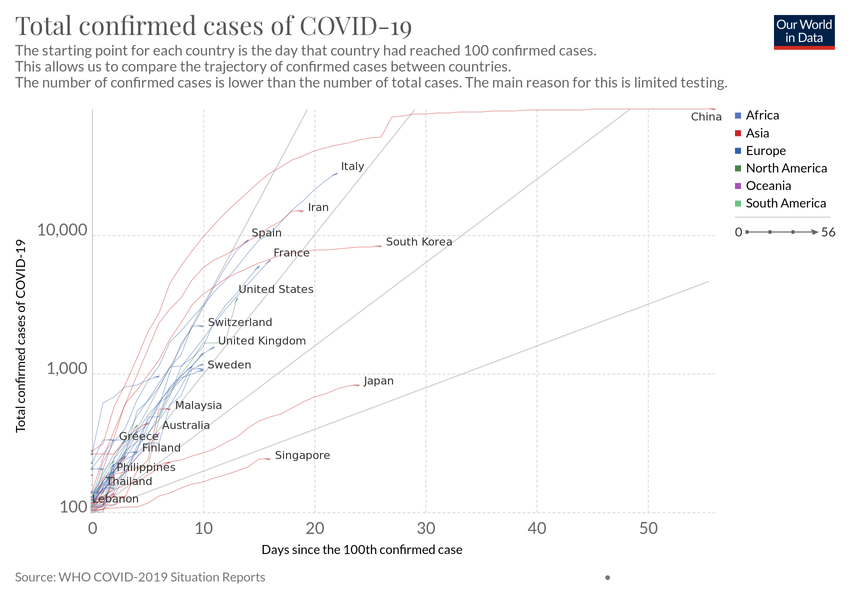 Total confirmed cases of COVID-19
Our World
in Data
The starting point for each country is the day that country had reached 100 confirmed cases.
This allows us to compare the trajectory of confirmed cases between countries.
The number of confirmed cases is lower than the number of total cases. The main reason for this is limited testing.
China
Africa
Asia
Europe
North America
Oceania
South America
0
56
Italy
Iran
Spain
South Korea
France
United States
Switzerland
United Kingdom
Sweden
Japan
Malaysia
Australia
Greece
Finland
Singapore
Philippines
Thailand
Lebanon
Total confirmed cases of COVID-19
10,000
1,000
100
0
10
20
30
40
50
Days since the 100th confirmed case
Source: WHO COVID-2019 Situation Reports